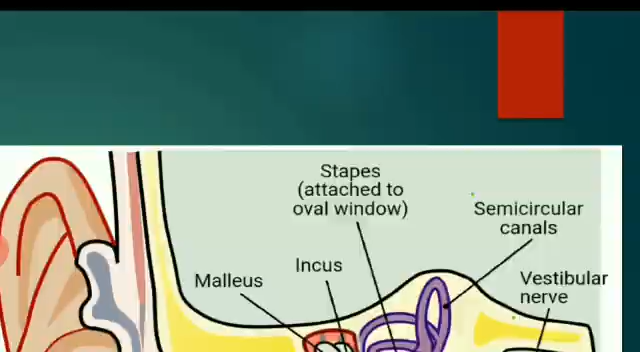 Stapes
(attached to
oval window)
Semicircular
canals
Incus
Malleus
Vestibular
nerve